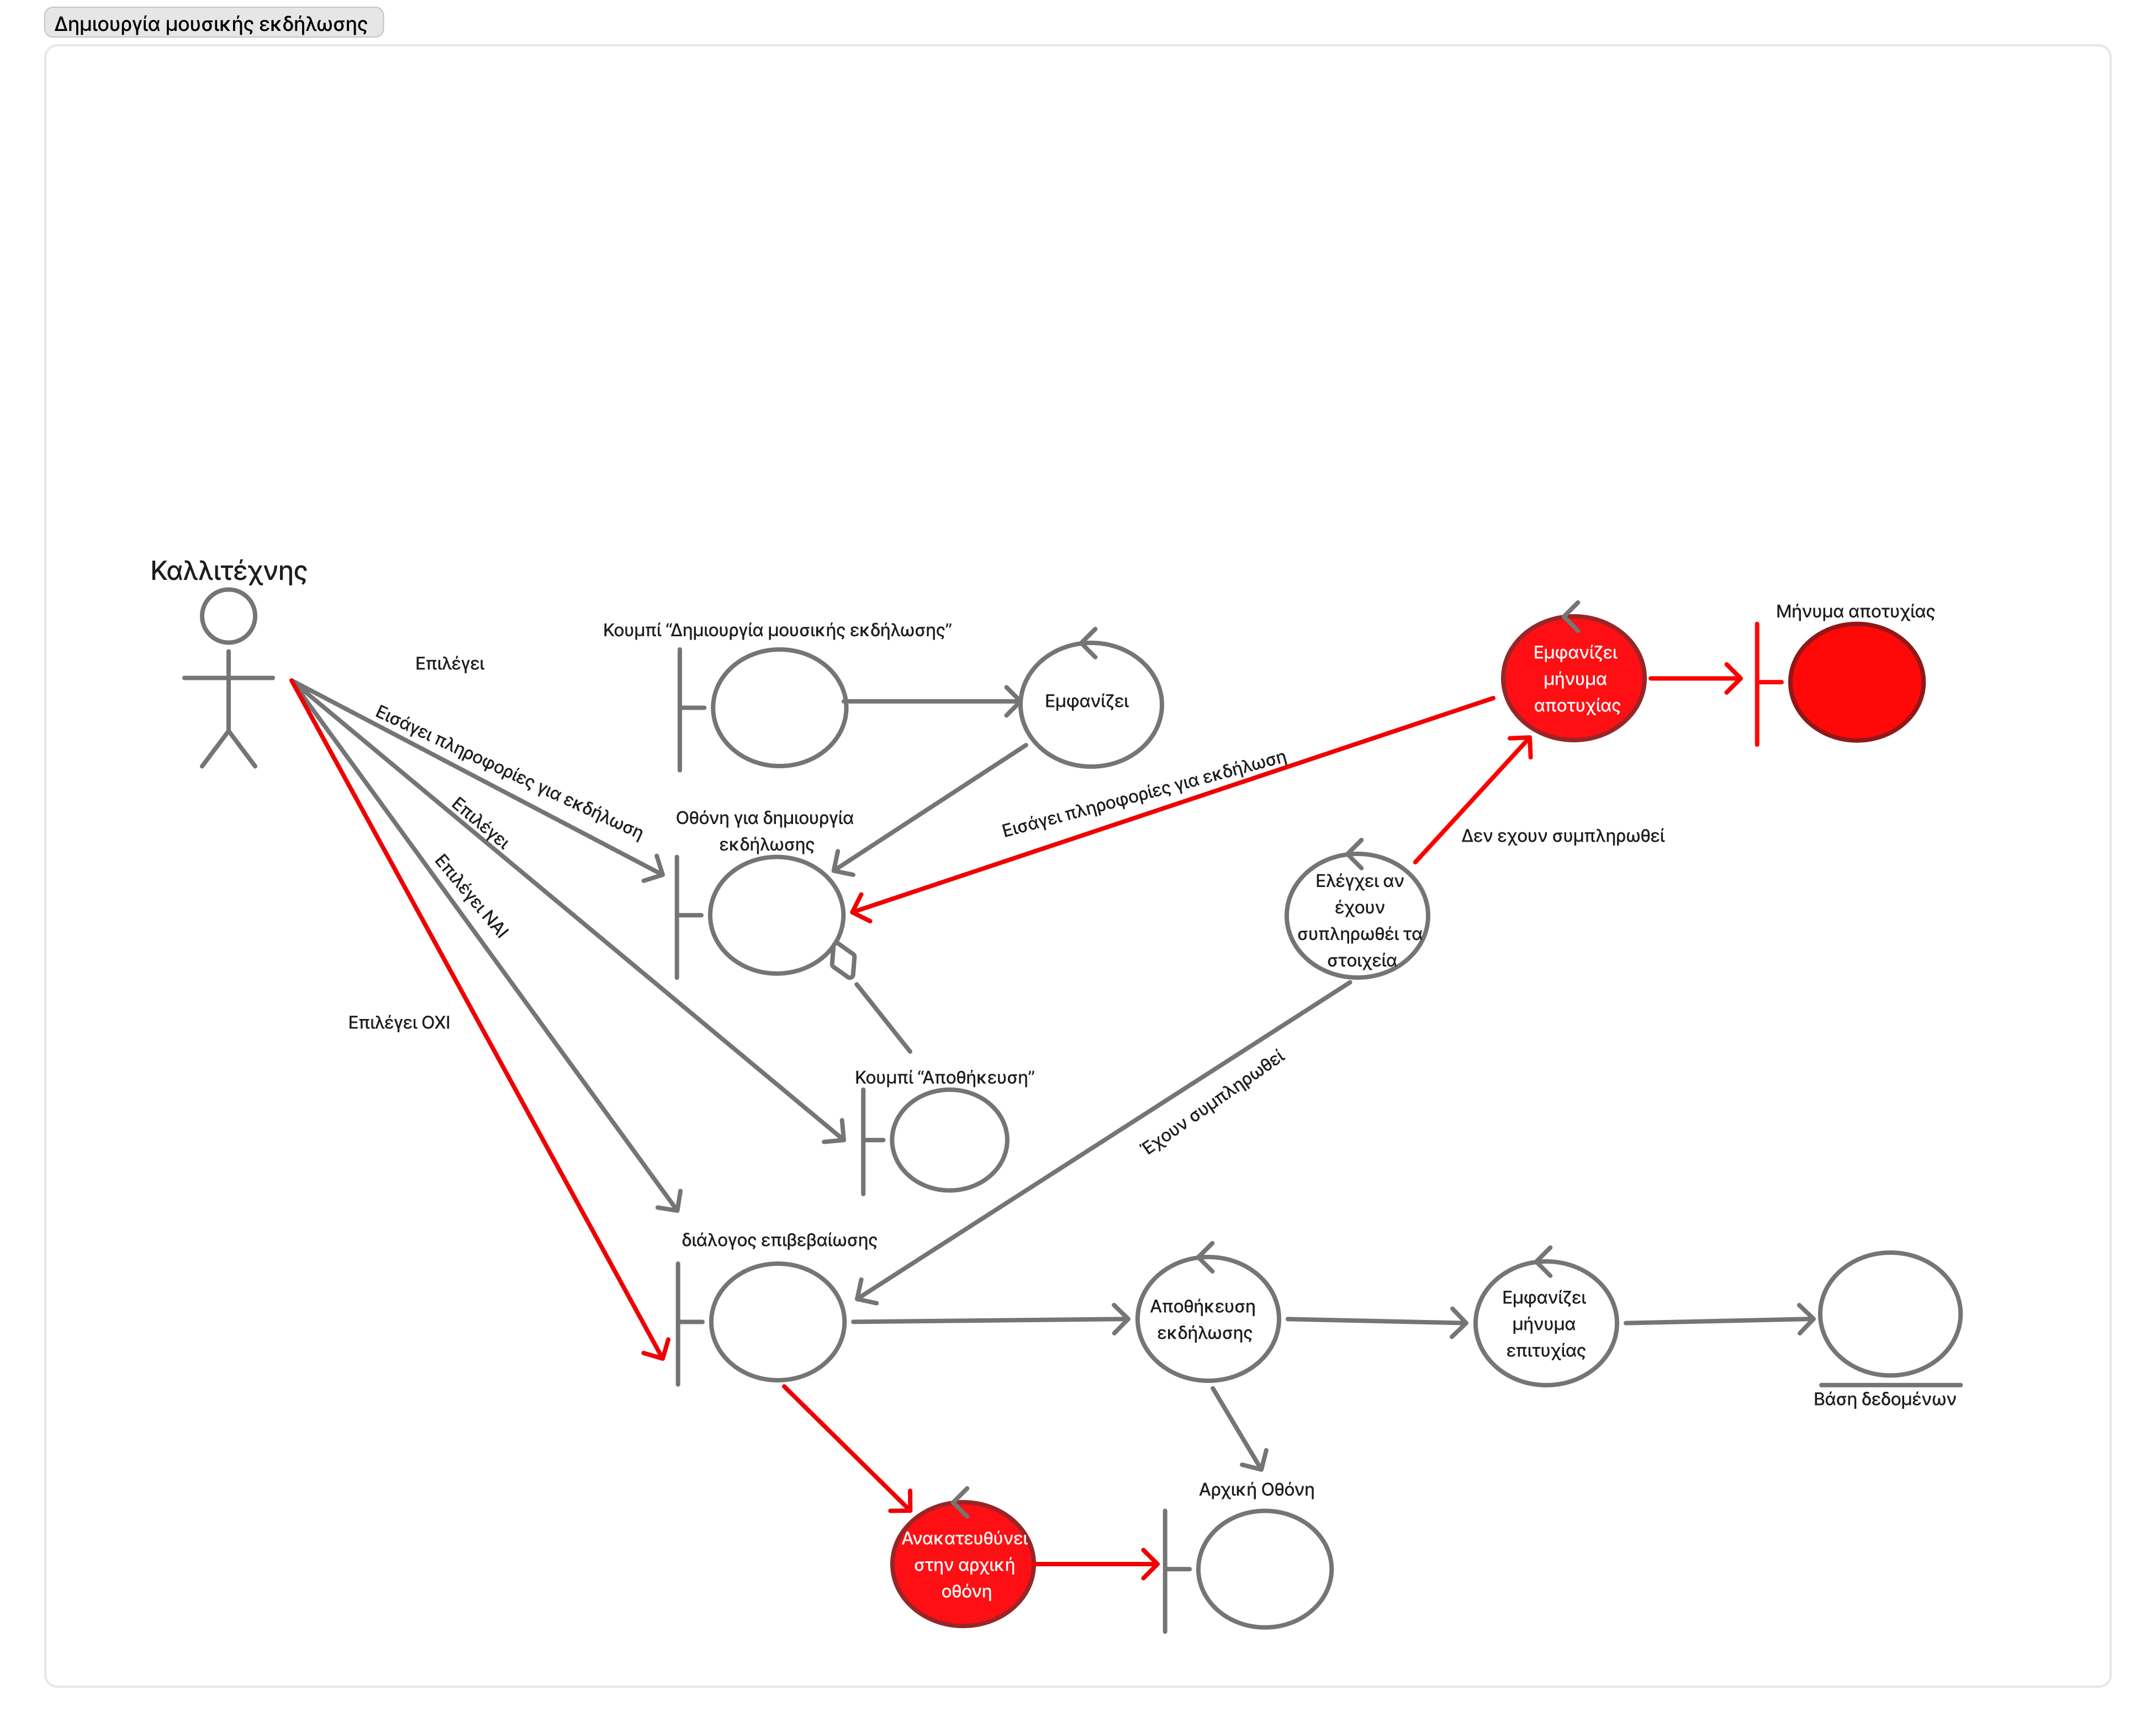 Δημιουργία μουσικής εκδήλωσης
Καλλιτέχνης
Επιλέγει
Κουμπί “Δημιουργία μουσικής εκδήλωσης”
Εμφανίζει
Εμφανίζει
μήνυμα
αποτυχίας
Μήνυμα αποτυχίας
Εισάγει πληροφορίες για εκδήλωση
Επιλέγει
Επιλέγει ΝΑΙ
Επιλέγει ΟΧΙ
Οθόνη για δημιουργία
εκδήλωσης
Εισάγει πληροφορίες για εκδήλωση
Δεν εχουν συμπληρωθεί
Ελέγχει αν
έχουν
συπληρωθέι τα
στοιχεία
Κουμπί “Αποθήκευση”
Έχουν συμπληρωθεί
διάλογος επιβεβαίωσης
Αποθήκευση
εκδήλωσης
Εμφανίζει
μήνυμα
επιτυχίας
Βάση δεδομένων
Αρχική Οθόνη
Ανακατευθύνει
στην αρχική
οθόνη